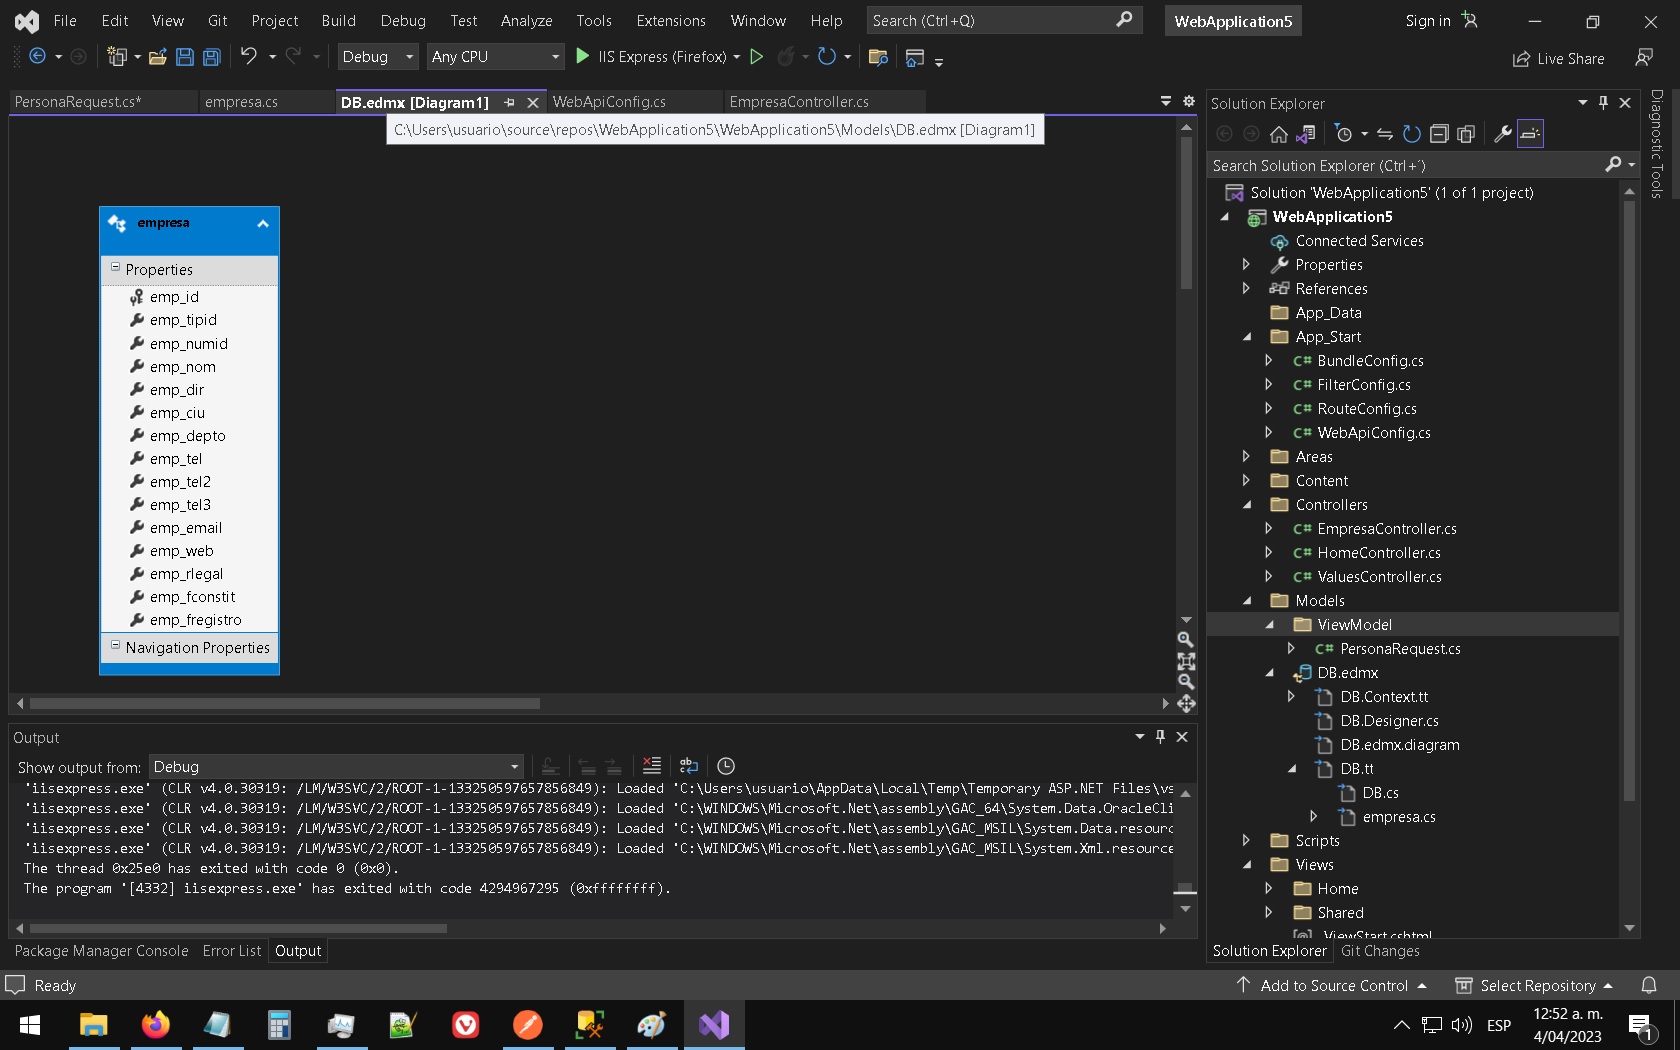 File Edit View Git Project Build Debug Test Analyze Tools Extensions Window Help Search (Ctrl+Q) WebApplication5 Sign in
Debug Any CPU IIS Express (Firefox) Live Share
PersonaRequest.cs* empresa.cs DB.edmx [Diagram1] WebApiConfig.cs EmpresaController.cs
C:\Users\usuario\source\repos\WebApplication5\WebApplication5\Models\DB.edmx [Diagram1]
empresa
Properties
emp_id
emp_tipid
emp_numid
emp_nom
emp_dir
emp_ciu
emp_depto
emp_tel
emp_tel2
emp_tel3
emp_email
emp_web
emp_rlegal
emp_fconstit
emp_fregistro
Navigation Properties
Output
Show output from: Debug
'iisexpress.exe' (CLR v4.0.30319: /LM/W3SVC/2/ROOT-1-133250597657856849): Loaded 'C:\Users\usuario\AppData\Local\Temp\Temporary ASP.NET Files\vs
'iisexpress.exe' (CLR v4.0.30319: /LM/W3SVC/2/ROOT-1-133250597657856849): Loaded 'C:\WINDOWS\Microsoft.Net\assembly\GAC_64\System.Data.OracleCli
'iisexpress.exe' (CLR v4.0.30319: /LM/W3SVC/2/ROOT-1-133250597657856849): Loaded 'C:\WINDOWS\Microsoft.Net\assembly\GAC_MSIL\System.Data.resourc
'iisexpress.exe' (CLR v4.0.30319: /LM/W3SVC/2/ROOT-1-133250597657856849): Loaded 'C:\WINDOWS\Microsoft.Net\assembly\GAC_MSIL\System.Xml.resource
The thread 0x25e0 has exited with code 0 (0x0).
The program '[4332] iisexpress.exe' has exited with code 4294967295 (0xffffffff).
Package Manager Console Error List Output
Solution Explorer
Search Solution Explorer (Ctrl+´)
Solution 'WebApplication5' (1 of 1 project)
WebApplication5
Connected Services
Properties
References
App_Data
App_Start
C# BundleConfig.cs
C# FilterConfig.cs
C# RouteConfig.cs
C# WebApiConfig.cs
Areas
Content
Controllers
C# EmpresaController.cs
C# HomeController.cs
C# ValuesController.cs
Models
ViewModel
C# PersonaRequest.cs
DB.edmx
DB.Context.tt
DB.Designer.cs
DB.edmx.diagram
DB.tt
DB.cs
empresa.cs
Scripts
Views
Home
Shared
[@] _ViewStart.cshtml
Solution Explorer Git Changes
Diagnostic Tools
Ready Add to Source Control Select Repository
ESP 12:52 a. m.
4/04/2023
1